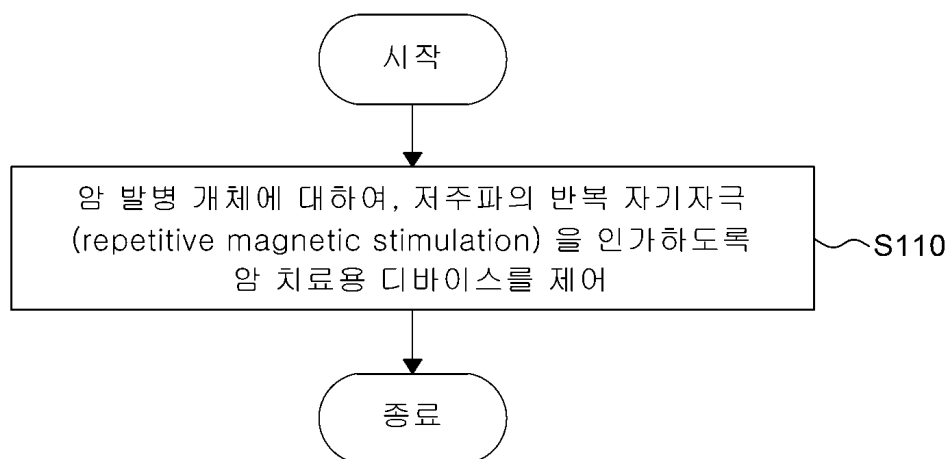 시작
암 발병 개체에 대하여, 저주파의 반복 자기자극
(repetitive magnetic stimulation) 을 인가하도록
암 치료용 디바이스를 제어
S110
종료